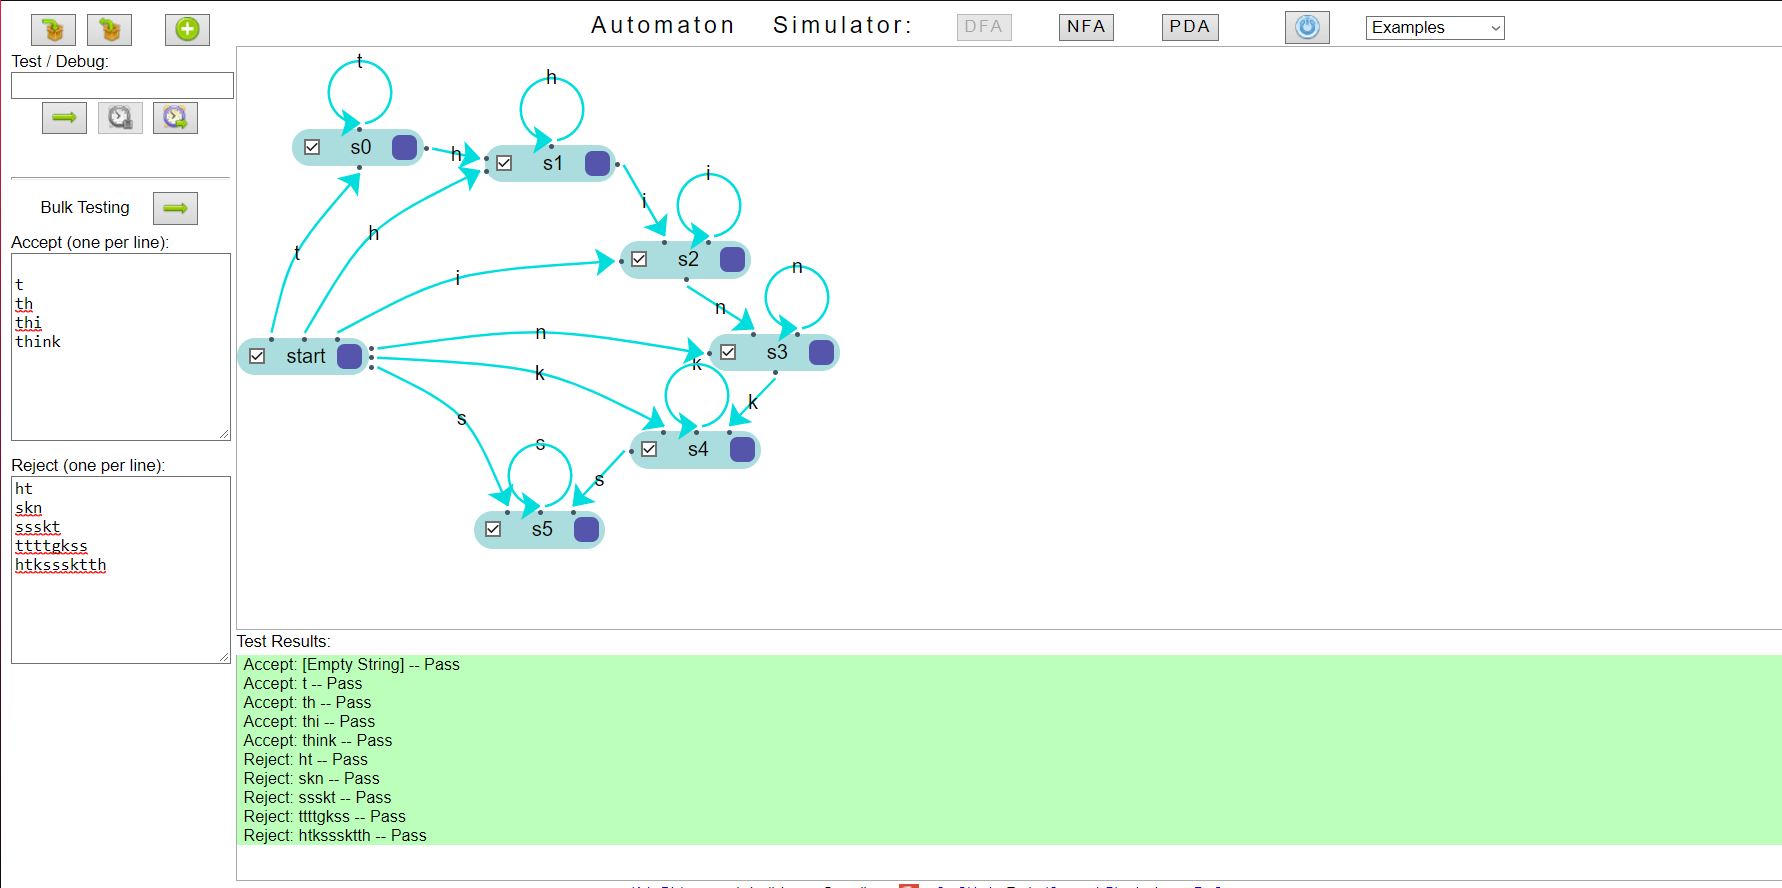 Automaton Simulator: DFA NFA PDA Examples
Test / Debug:
Bulk Testing
Accept (one per line):
t
th
thi
think
Reject (one per line):
ht
skn
ssskt
ttttgkss
htksssktth
t
h
s0
h
s1
i
i
t
h
s2
i
n
n
start
n
s3
k
k
k
s
s
s4
s
s5
Test Results:
Accept: [Empty String] -- Pass
Accept: t -- Pass
Accept: th -- Pass
Accept: thi -- Pass
Accept: think -- Pass
Reject: ht -- Pass
Reject: skn -- Pass
Reject: ssskt -- Pass
Reject: ttttgkss -- Pass
Reject: htksssktth -- Pass